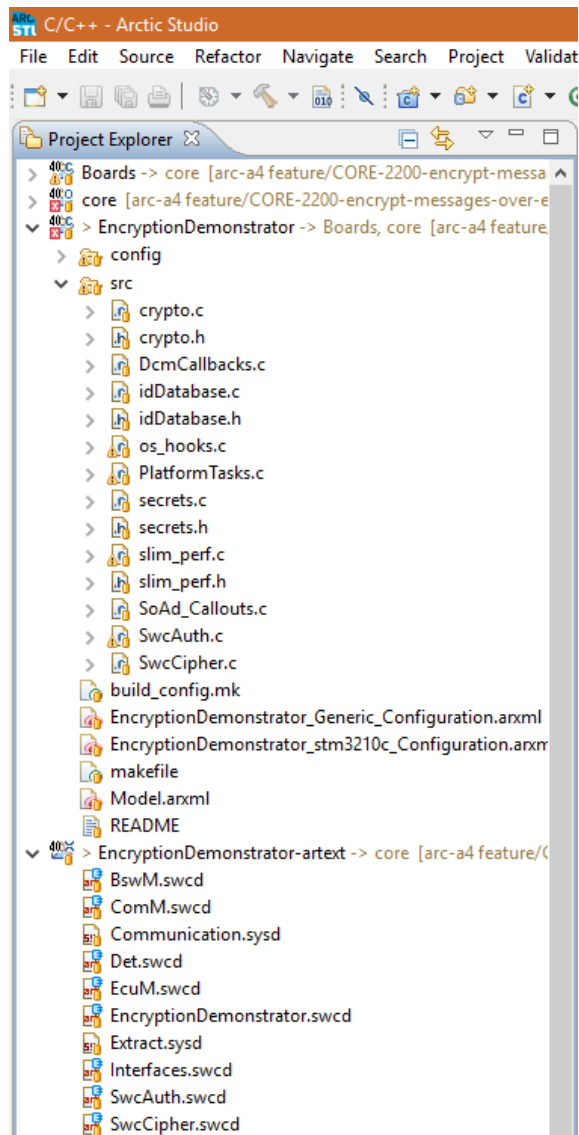 C/C++ - Arctic Studio
File Edit Source Refactor Navigate Search Project Validat
Project Explorer
Boards -> core [arc-a4 feature/CORE-2200-encrypt-messa
core [arc-a4 feature/CORE-2200-encrypt-messages-over-e
> EncryptionDemonstrator -> Boards, core [arc-a4 feature,
config
src
crypto.c
crypto.h
DcmCallbacks.c
idDatabase.c
idDatabase.h
os_hooks.c
PlatformTasks.c
secrets.c
secrets.h
slim_perf.c
slim_perf.h
SoAd_Callouts.c
SwcAuth.c
SwcCipher.c
build_config.mk
EncryptionDemonstrator_Generic_Configuration.arxml
EncryptionDemonstrator_stm3210c_Configuration.arxm
makefile
Model.arxml
README
> EncryptionDemonstrator-artext -> core [arc-a4 feature/C
BswM.swcd
ComM.swcd
Communication.sysd
Det.swcd
EcuM.swcd
EncryptionDemonstrator.swcd
Extract.sysd
Interfaces.swcd
SwcAuth.swcd
SwcCipher.swcd